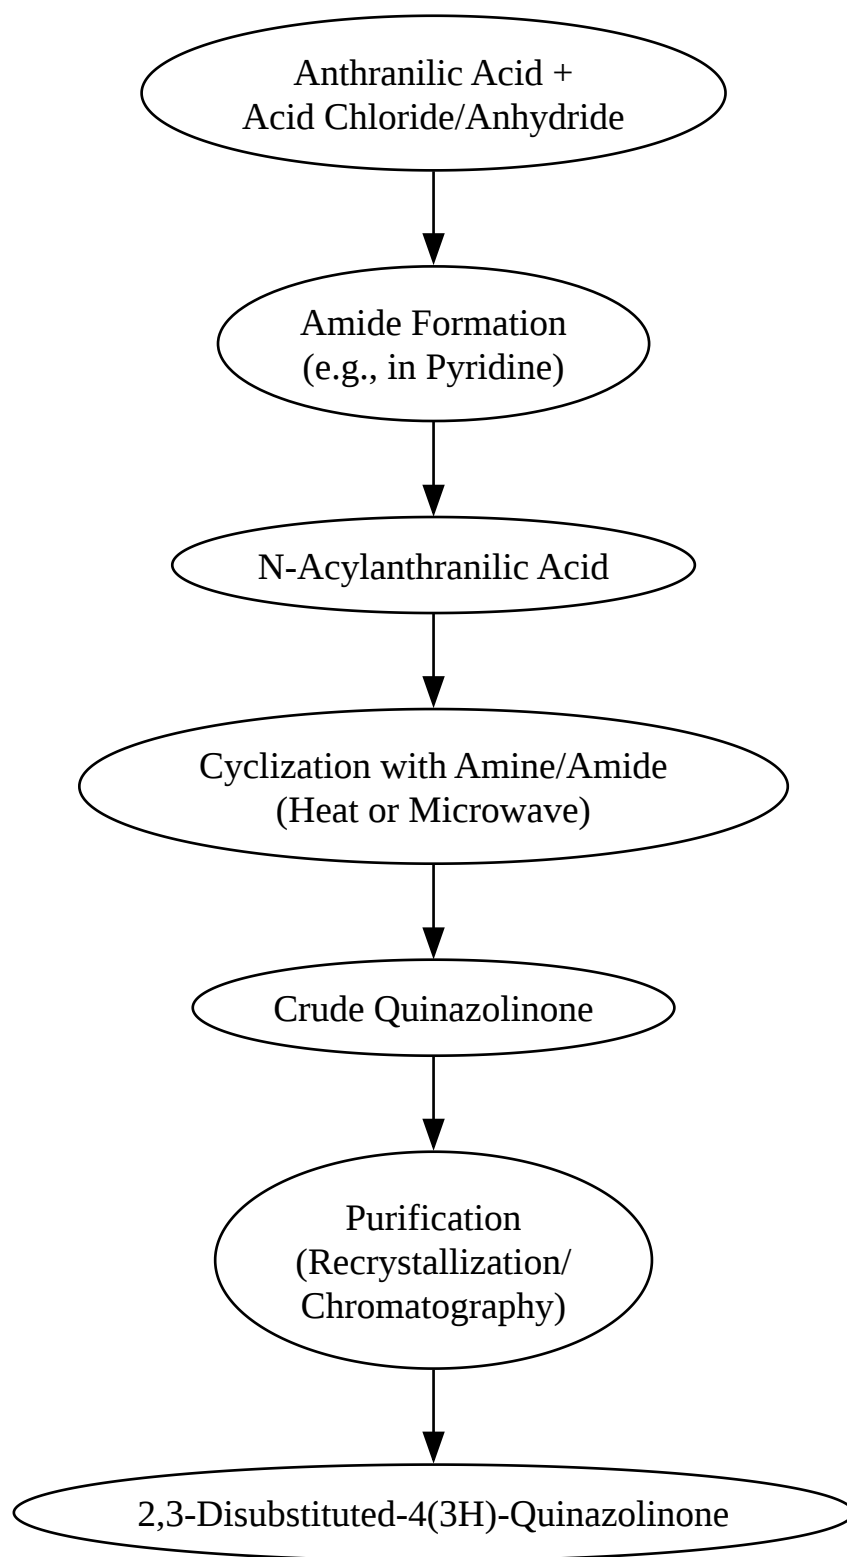 Anthranilic Acid +
Acid Chloride/Anhydride
Amide Formation
(e.g., in Pyridine)
N-Acylanthranilic Acid
Cyclization with Amine/Amide
(Heat or Microwave)
Crude Quinazolinone
Purification
(Recrystallization/
Chromatography)
2,3-Disubstituted-4(3H)-Quinazolinone